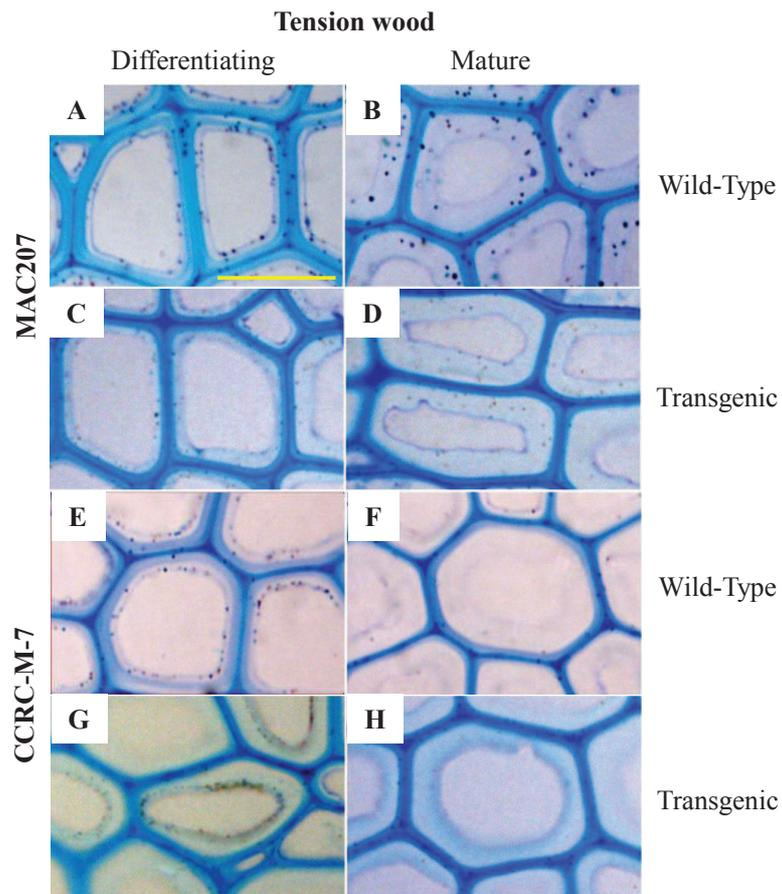 Tension wood
Differentiating
Mature
A
B
Wild-Type
MAC207
C
D
Transgenic
E
F
Wild-Type
CCRC-M-7
G
H
Transgenic